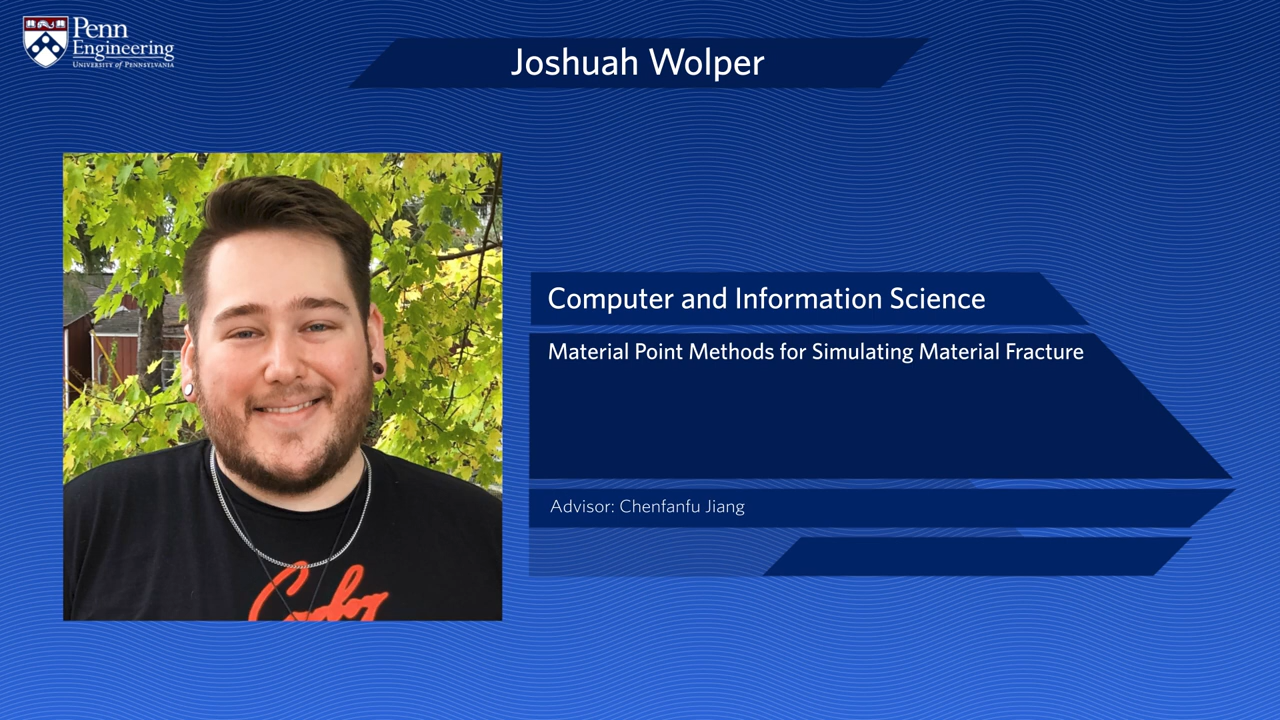 Penn
Engineering
UNIVERSITY of PENNSYLVANIA
Joshuah Wolper
Computer and Information Science
Material Point Methods for Simulating Material Fracture
Advisor: Chenfanfu Jiang